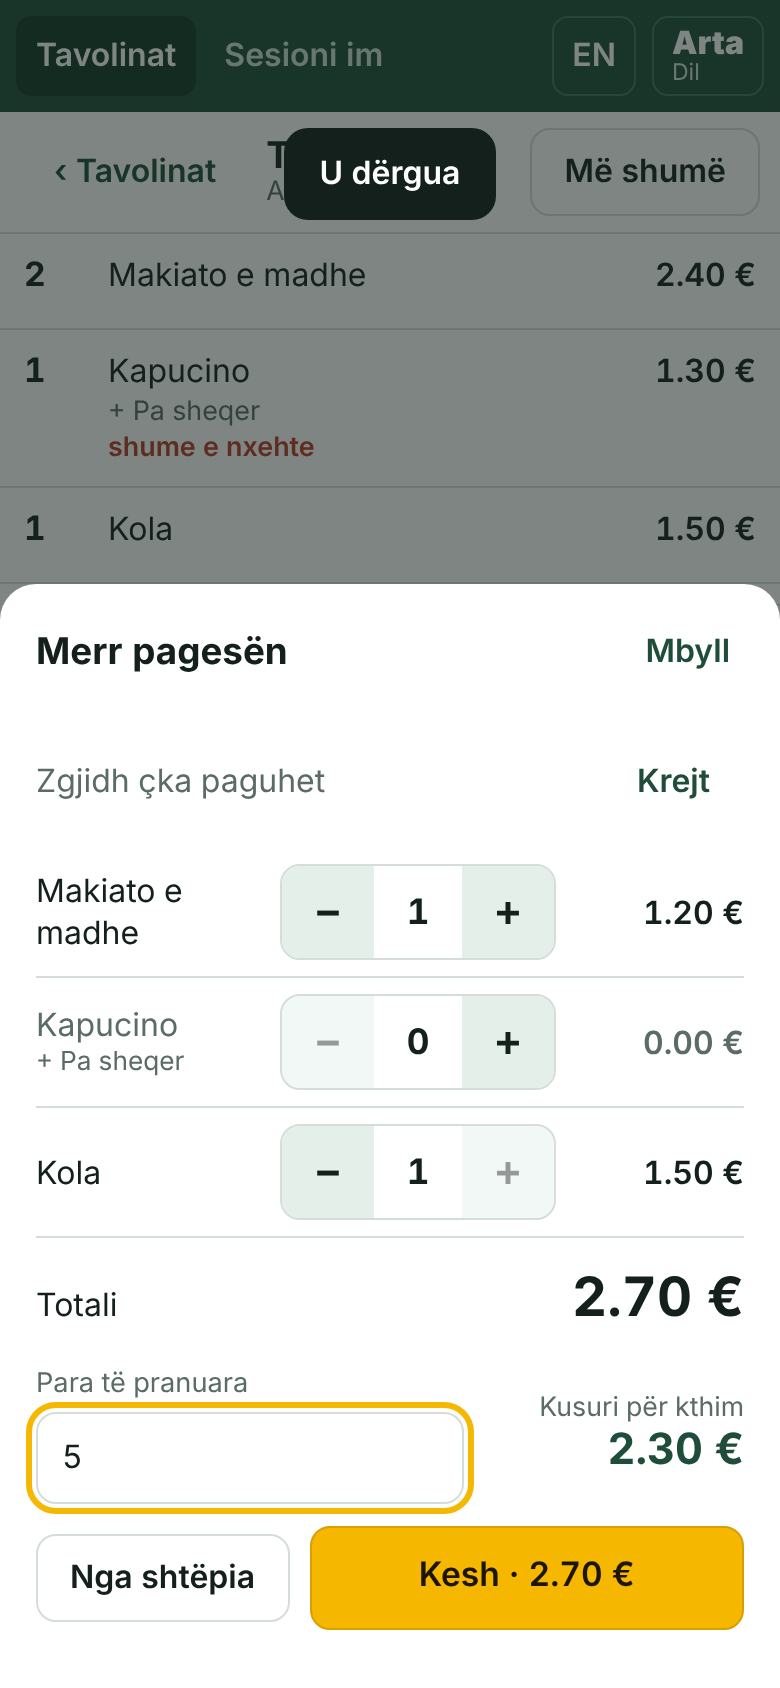 Tavolinat
Sesioni im
EN
Arta
Dil
‹ Tavolinat
U dërgua
Më shumë
2 Makiato e madhe 2.40 €
1 Kapucino 1.30 €
+ Pa sheqer
shume e nxehte
1 Kola 1.50 €
Merr pagesën
Mbyll
Zgjidh çka paguhet
Krejt
Makiato e
madhe
− 1 + 1.20 €
Kapucino
+ Pa sheqer
− 0 + 0.00 €
Kola − 1 + 1.50 €
Totali 2.70 €
Para të pranuara
5
Kusuri për kthim
2.30 €
Nga shtëpia
Kesh · 2.70 €